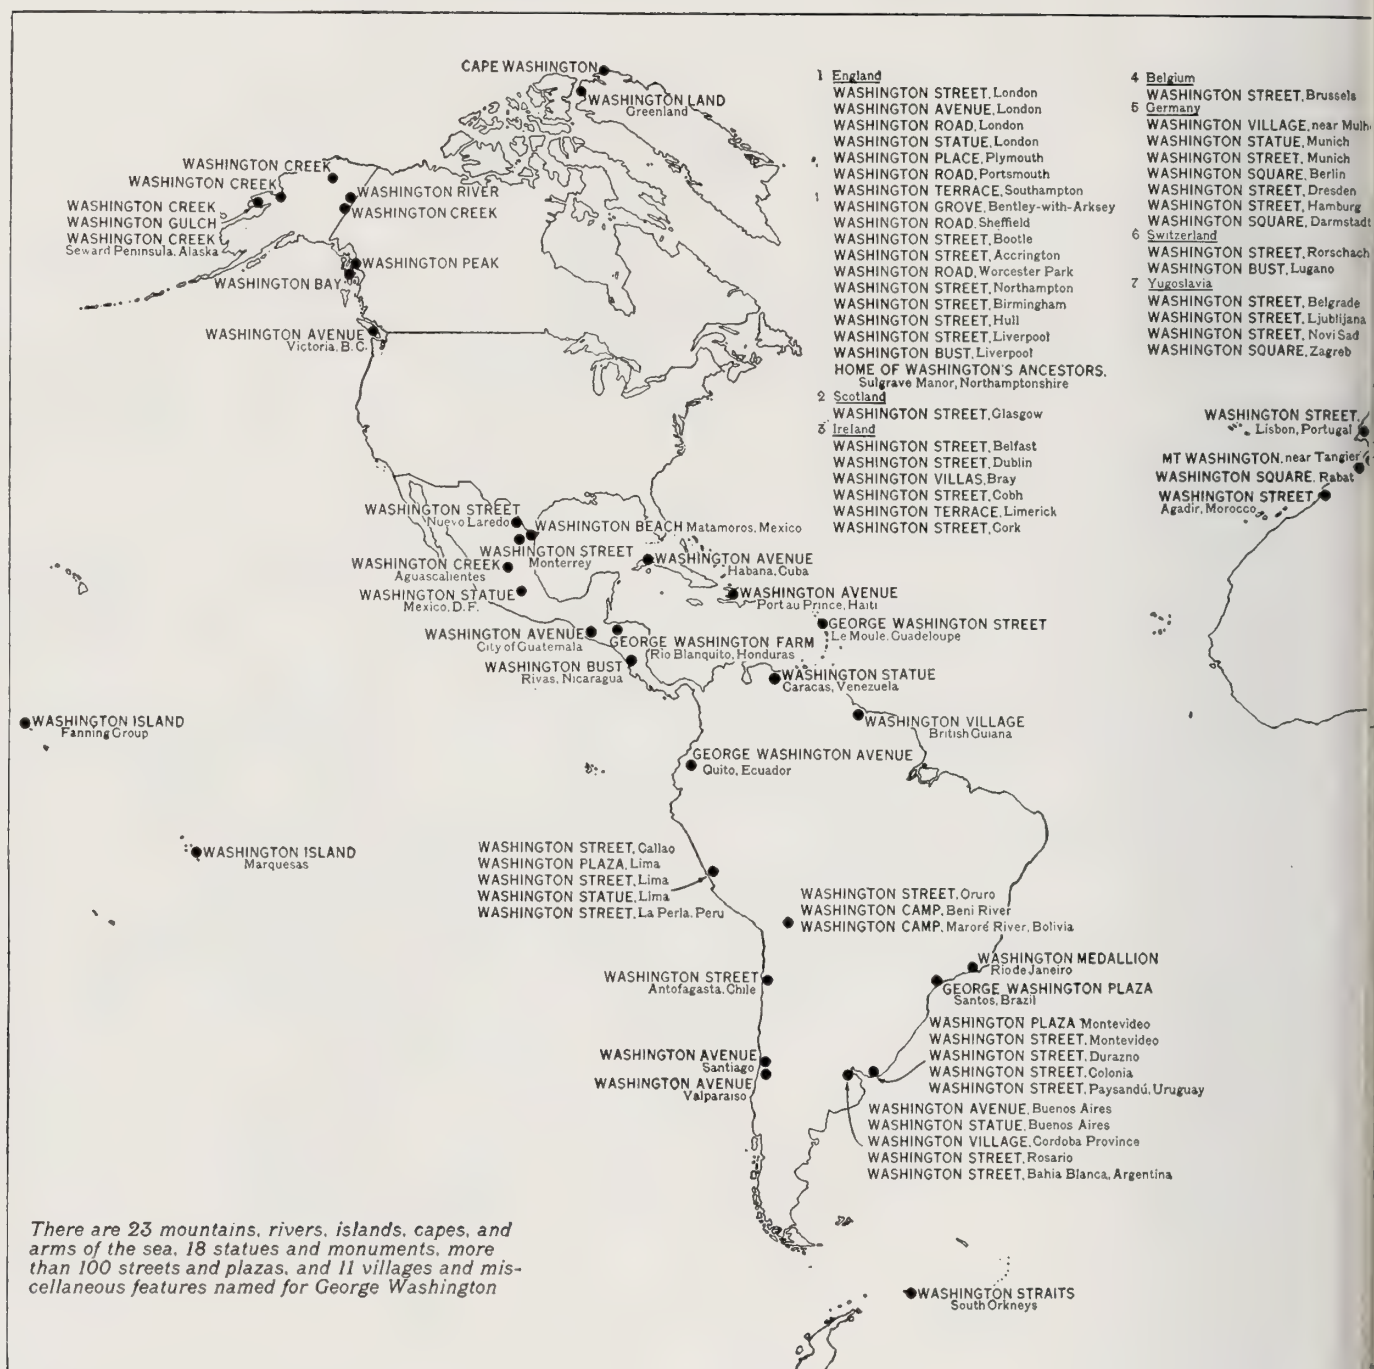 CAPE WASHINGTON
WASHINGTON LAND
Greenland
WASHINGTON CREEK
WASHINGTON CREEK
WASHINGTON RIVER
WASHINGTON CREEK
WASHINGTON CREEK
WASHINGTON GULCH
WASHINGTON CREEK
Seward Peninsula, Alaska
WASHINGTON PEAK
WASHINGTON BAY
WASHINGTON AVENUE
Victoria, B.C.
1 England
WASHINGTON STREET, London
WASHINGTON AVENUE, London
WASHINGTON ROAD, London
WASHINGTON STATUE, London
WASHINGTON PLACE, Plymouth
WASHINGTON ROAD, Portsmouth
WASHINGTON TERRACE, Southampton
WASHINGTON GROVE, Bentley-with-Arksey
WASHINGTON ROAD, Sheffield
WASHINGTON STREET, Bootle
WASHINGTON STREET, Accrington
WASHINGTON ROAD, Worcester Park
WASHINGTON STREET, Northampton
WASHINGTON STREET, Birmingham
WASHINGTON STREET, Hull
WASHINGTON STREET, Liverpool
WASHINGTON BUST, Liverpool
HOME OF WASHINGTON'S ANCESTORS,
Sulgrave Manor, Northamptonshire
2 Scotland
WASHINGTON STREET, Glasgow
3 Ireland
WASHINGTON STREET, Belfast
WASHINGTON STREET, Dublin
WASHINGTON VILLAS, Bray
WASHINGTON STREET, Cobh
WASHINGTON TERRACE, Limerick
WASHINGTON STREET, Cork
4 Belgium
WASHINGTON STREET, Brussels
5 Germany
WASHINGTON VILLAGE, near
WASHINGTON STATUE, Munich
WASHINGTON STREET, Munich
WASHINGTON SQUARE, Berlin
WASHINGTON STREET, Dresden
WASHINGTON STREET, Hamburg
WASHINGTON SQUARE, Darmstadt
6 Switzerland
WASHINGTON STREET, Rorschach
WASHINGTON BUST, Lugano
7 Yugoslavia
WASHINGTON STREET, Belgrade
WASHINGTON STREET, Ljublijana
WASHINGTON STREET, Novi Sad
WASHINGTON SQUARE, Zagreb
WASHINGTON STREET,
Lisbon, Portugal
MT WASHINGTON, near Tangier
WASHINGTON SQUARE, Rabat
WASHINGTON STREET
Agadir, Morocco
WASHINGTON STREET
Nuevo Laredo
WASHINGTON BEACH Matamoros, Mexico
WASHINGTON STREET
Monterrey
WASHINGTON CREEK
Aguascalientes
WASHINGTON STATUE
Mexico, D.F.
WASHINGTON AVENUE
Habana, Cuba
WASHINGTON AVENUE
Port au Prince, Haiti
WASHINGTON AVENUE
City of Guatemala
GEORGE WASHINGTON FARM
Rio Blanquito, Honduras
GEORGE WASHINGTON STREET
Le Moule, Guadeloupe
WASHINGTON BUST
Rivas, Nicaragua
WASHINGTON STATUE
Caracas, Venezuela
WASHINGTON ISLAND
Fanning Group
WASHINGTON VILLAGE
British Guiana
GEORGE WASHINGTON AVENUE
Quito, Ecuador
WASHINGTON ISLAND
Marquesas
WASHINGTON STREET, Callao
WASHINGTON PLAZA, Lima
WASHINGTON STREET, Lima
WASHINGTON STATUE, Lima
WASHINGTON STREET, La Perla, Peru
WASHINGTON STREET, Oruro
WASHINGTON CAMP, Beni River
WASHINGTON CAMP, Maroré River, Bolivia
WASHINGTON MEDALLION
Rio de Janeiro
WASHINGTON STREET
Antofagasta, Chile
GEORGE WASHINGTON PLAZA
Santos, Brazil
WASHINGTON PLAZA Montevideo
WASHINGTON STREET, Montevideo
WASHINGTON STREET, Durazno
WASHINGTON STREET, Colonia
WASHINGTON STREET, Paysandú, Uruguay
WASHINGTON AVENUE
Santiago
WASHINGTON AVENUE
Valparaiso
WASHINGTON AVENUE, Buenos Aires
WASHINGTON STATUE, Buenos Aires
WASHINGTON VILLAGE, Cordoba Province
WASHINGTON STREET, Rosario
WASHINGTON STREET, Bahia Blanca, Argentina
There are 23 mountains, rivers, islands, capes, and
arms of the sea, 18 statues and monuments, more
than 100 streets and plazas, and 11 villages and mis-
cellaneous features named for George Washington
WASHINGTON STRAITS
South Orkneys